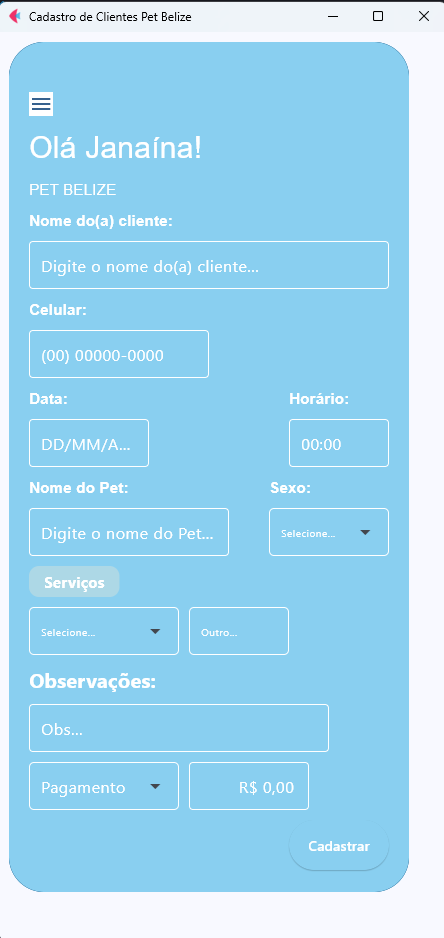 Cadastro de Clientes Pet Belize
Olá Janaína!
PET BELIZE
Nome do(a) cliente:
Digite o nome do(a) cliente...
Celular:
(00) 00000-0000
Data: Horário:
DD/MM/A... 00:00
Nome do Pet: Sexo:
Digite o nome do Pet... Selecione...
Serviços
Selecione... Outro...
Observações:
Obs...
Pagamento R$ 0,00
Cadastrar